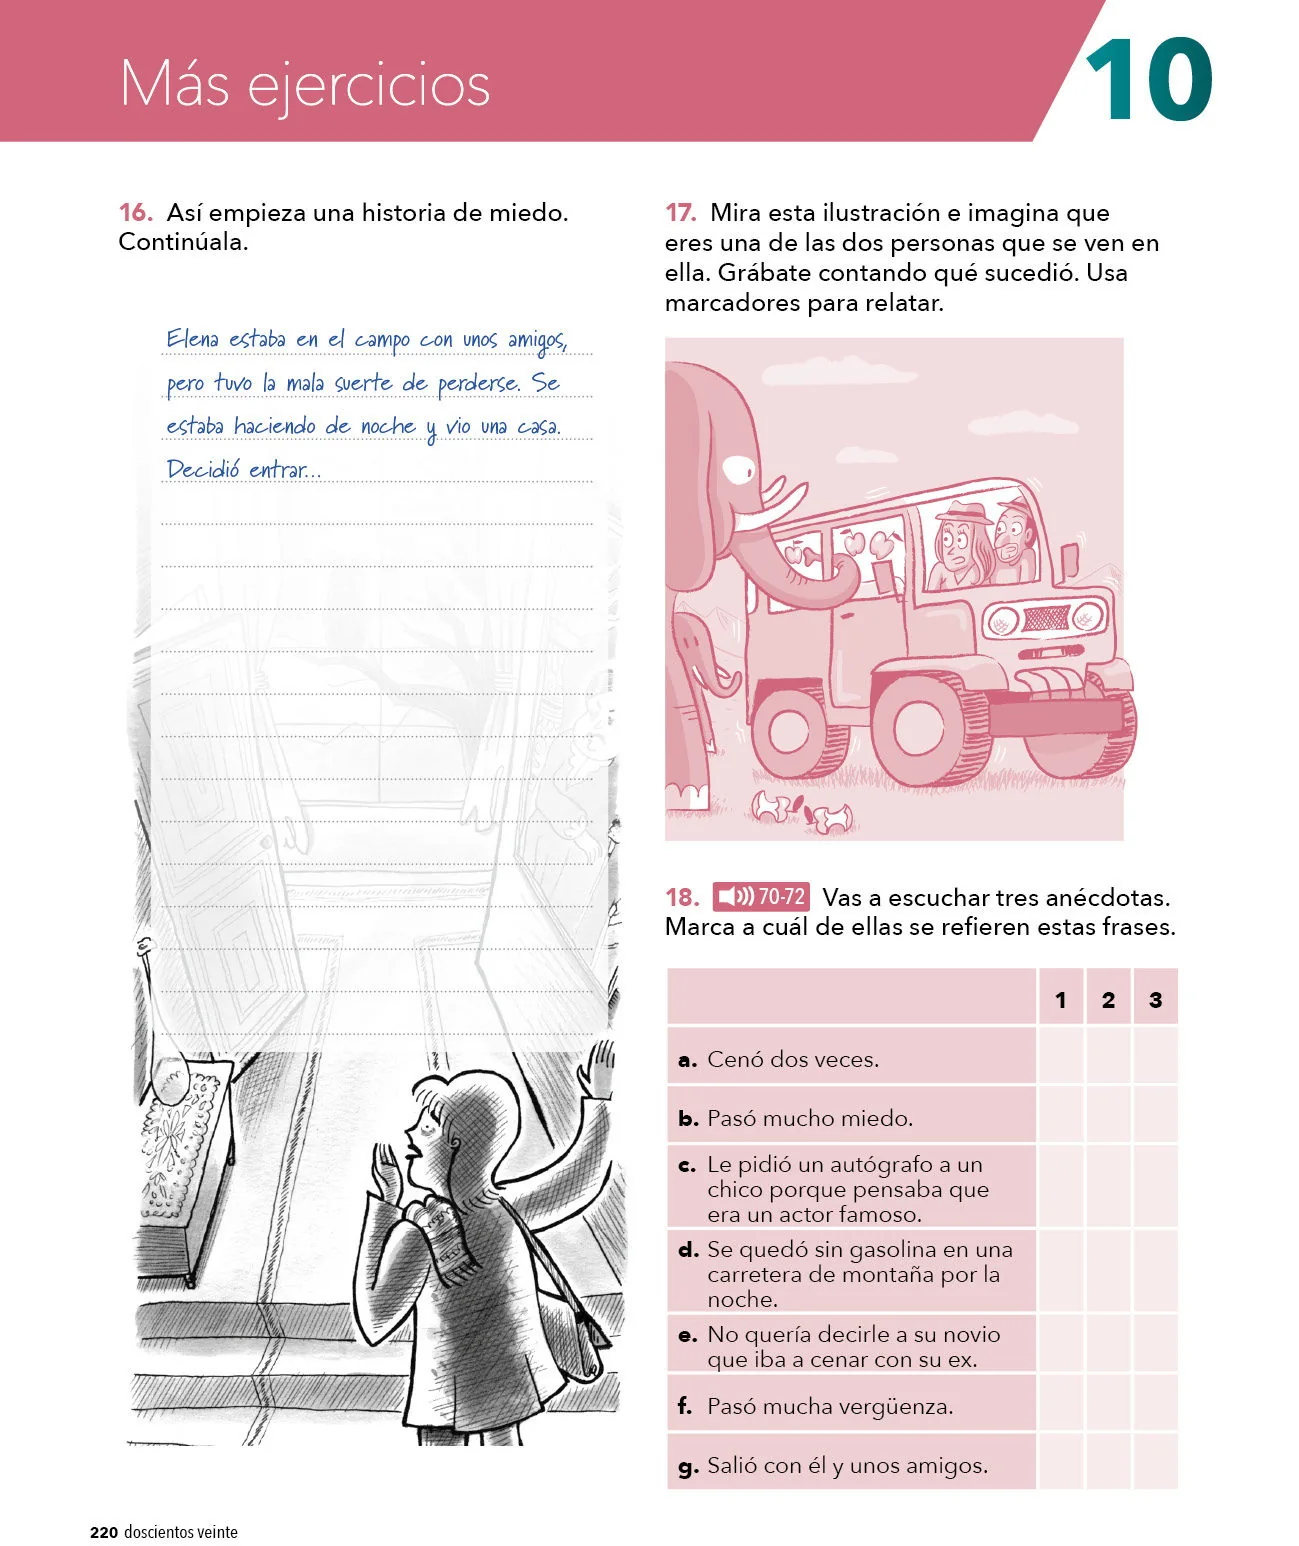 Más ejercicios
10
16. Así empieza una historia de miedo.
Continúala.
Elena estaba en el campo con unos amigos,
pero tuvo la mala suerte de perderse. Se
estaba haciendo de noche y vio una casa.
Decidió entrar...
17. Mira esta ilustración e imagina que
eres una de las dos personas que se ven en
ella. Grábate contando qué sucedió. Usa
marcadores para relatar.
18. 70-72 Vas a escuchar tres anécdotas.
Marca a cuál de ellas se refieren estas frases.
1 2 3
a. Cenó dos veces.
b. Pasó mucho miedo.
c. Le pidió un autógrafo a un
chico porque pensaba que
era un actor famoso.
d. Se quedó sin gasolina en una
carretera de montaña por la
noche.
e. No quería decirle a su novio
que iba a cenar con su ex.
f. Pasó mucha vergüenza.
g. Salió con él y unos amigos.
220 doscientos veinte